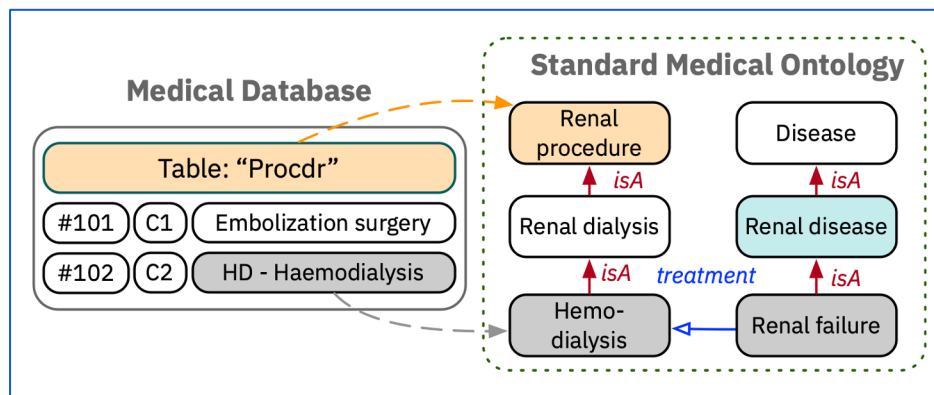 Standard Medical Ontology
Medical Database
Renal
procedure
Disease
Table: “Procdr”
isA
isA
#101
C1
Embolization surgery
Renal dialysis
Renal disease
#102
C2
HD - Haemodialysis
isA
treatment
isA
Hemo-
dialysis
Renal failure